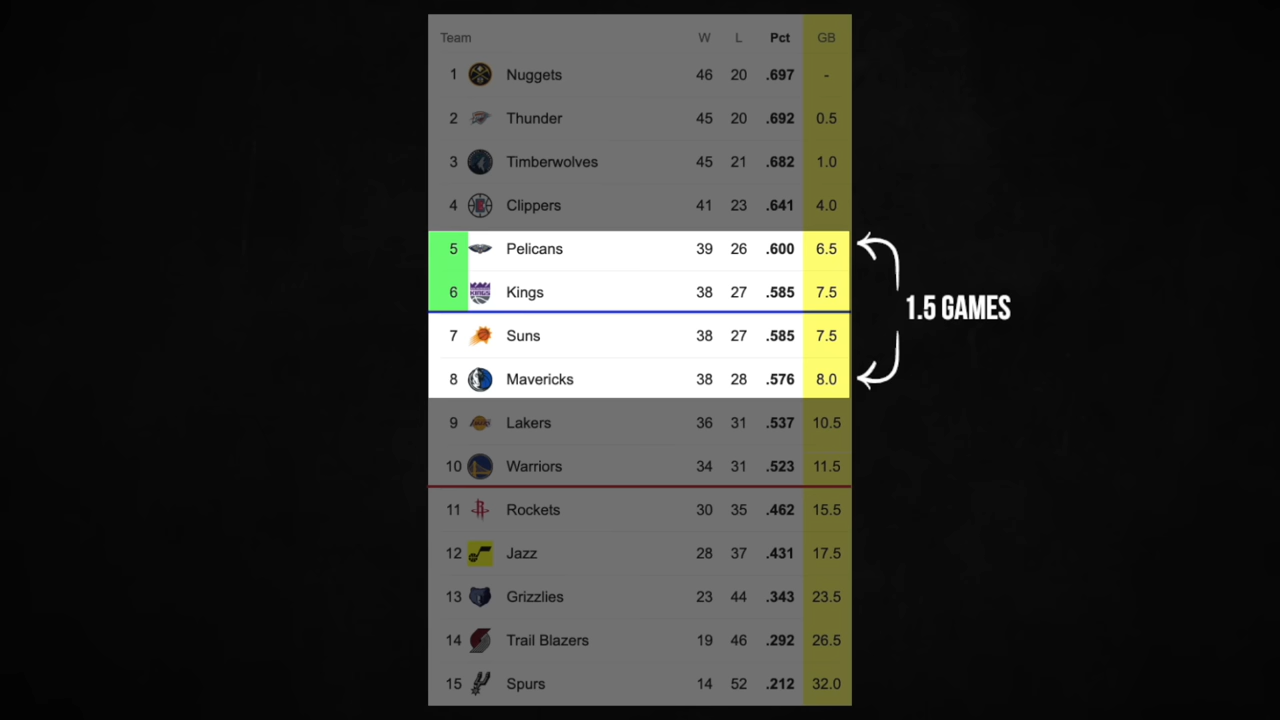 Team W L Pct GB
1 Nuggets 46 20 .697 -
2 Thunder 45 20 .692 0.5
3 Timberwolves 45 21 .682 1.0
4 Clippers 41 23 .641 4.0
5 Pelicans 39 26 .600 6.5
6 KINGS Kings 38 27 .585 7.5
1.5 GAMES
7 Suns 38 27 .585 7.5
8 Mavericks 38 28 .576 8.0
9 Lakers 36 31 .537 10.5
10 Warriors 34 31 .523 11.5
11 Rockets 30 35 .462 15.5
12 Jazz 28 37 .431 17.5
13 Grizzlies 23 44 .343 23.5
14 Trail Blazers 19 46 .292 26.5
15 Spurs 14 52 .212 32.0